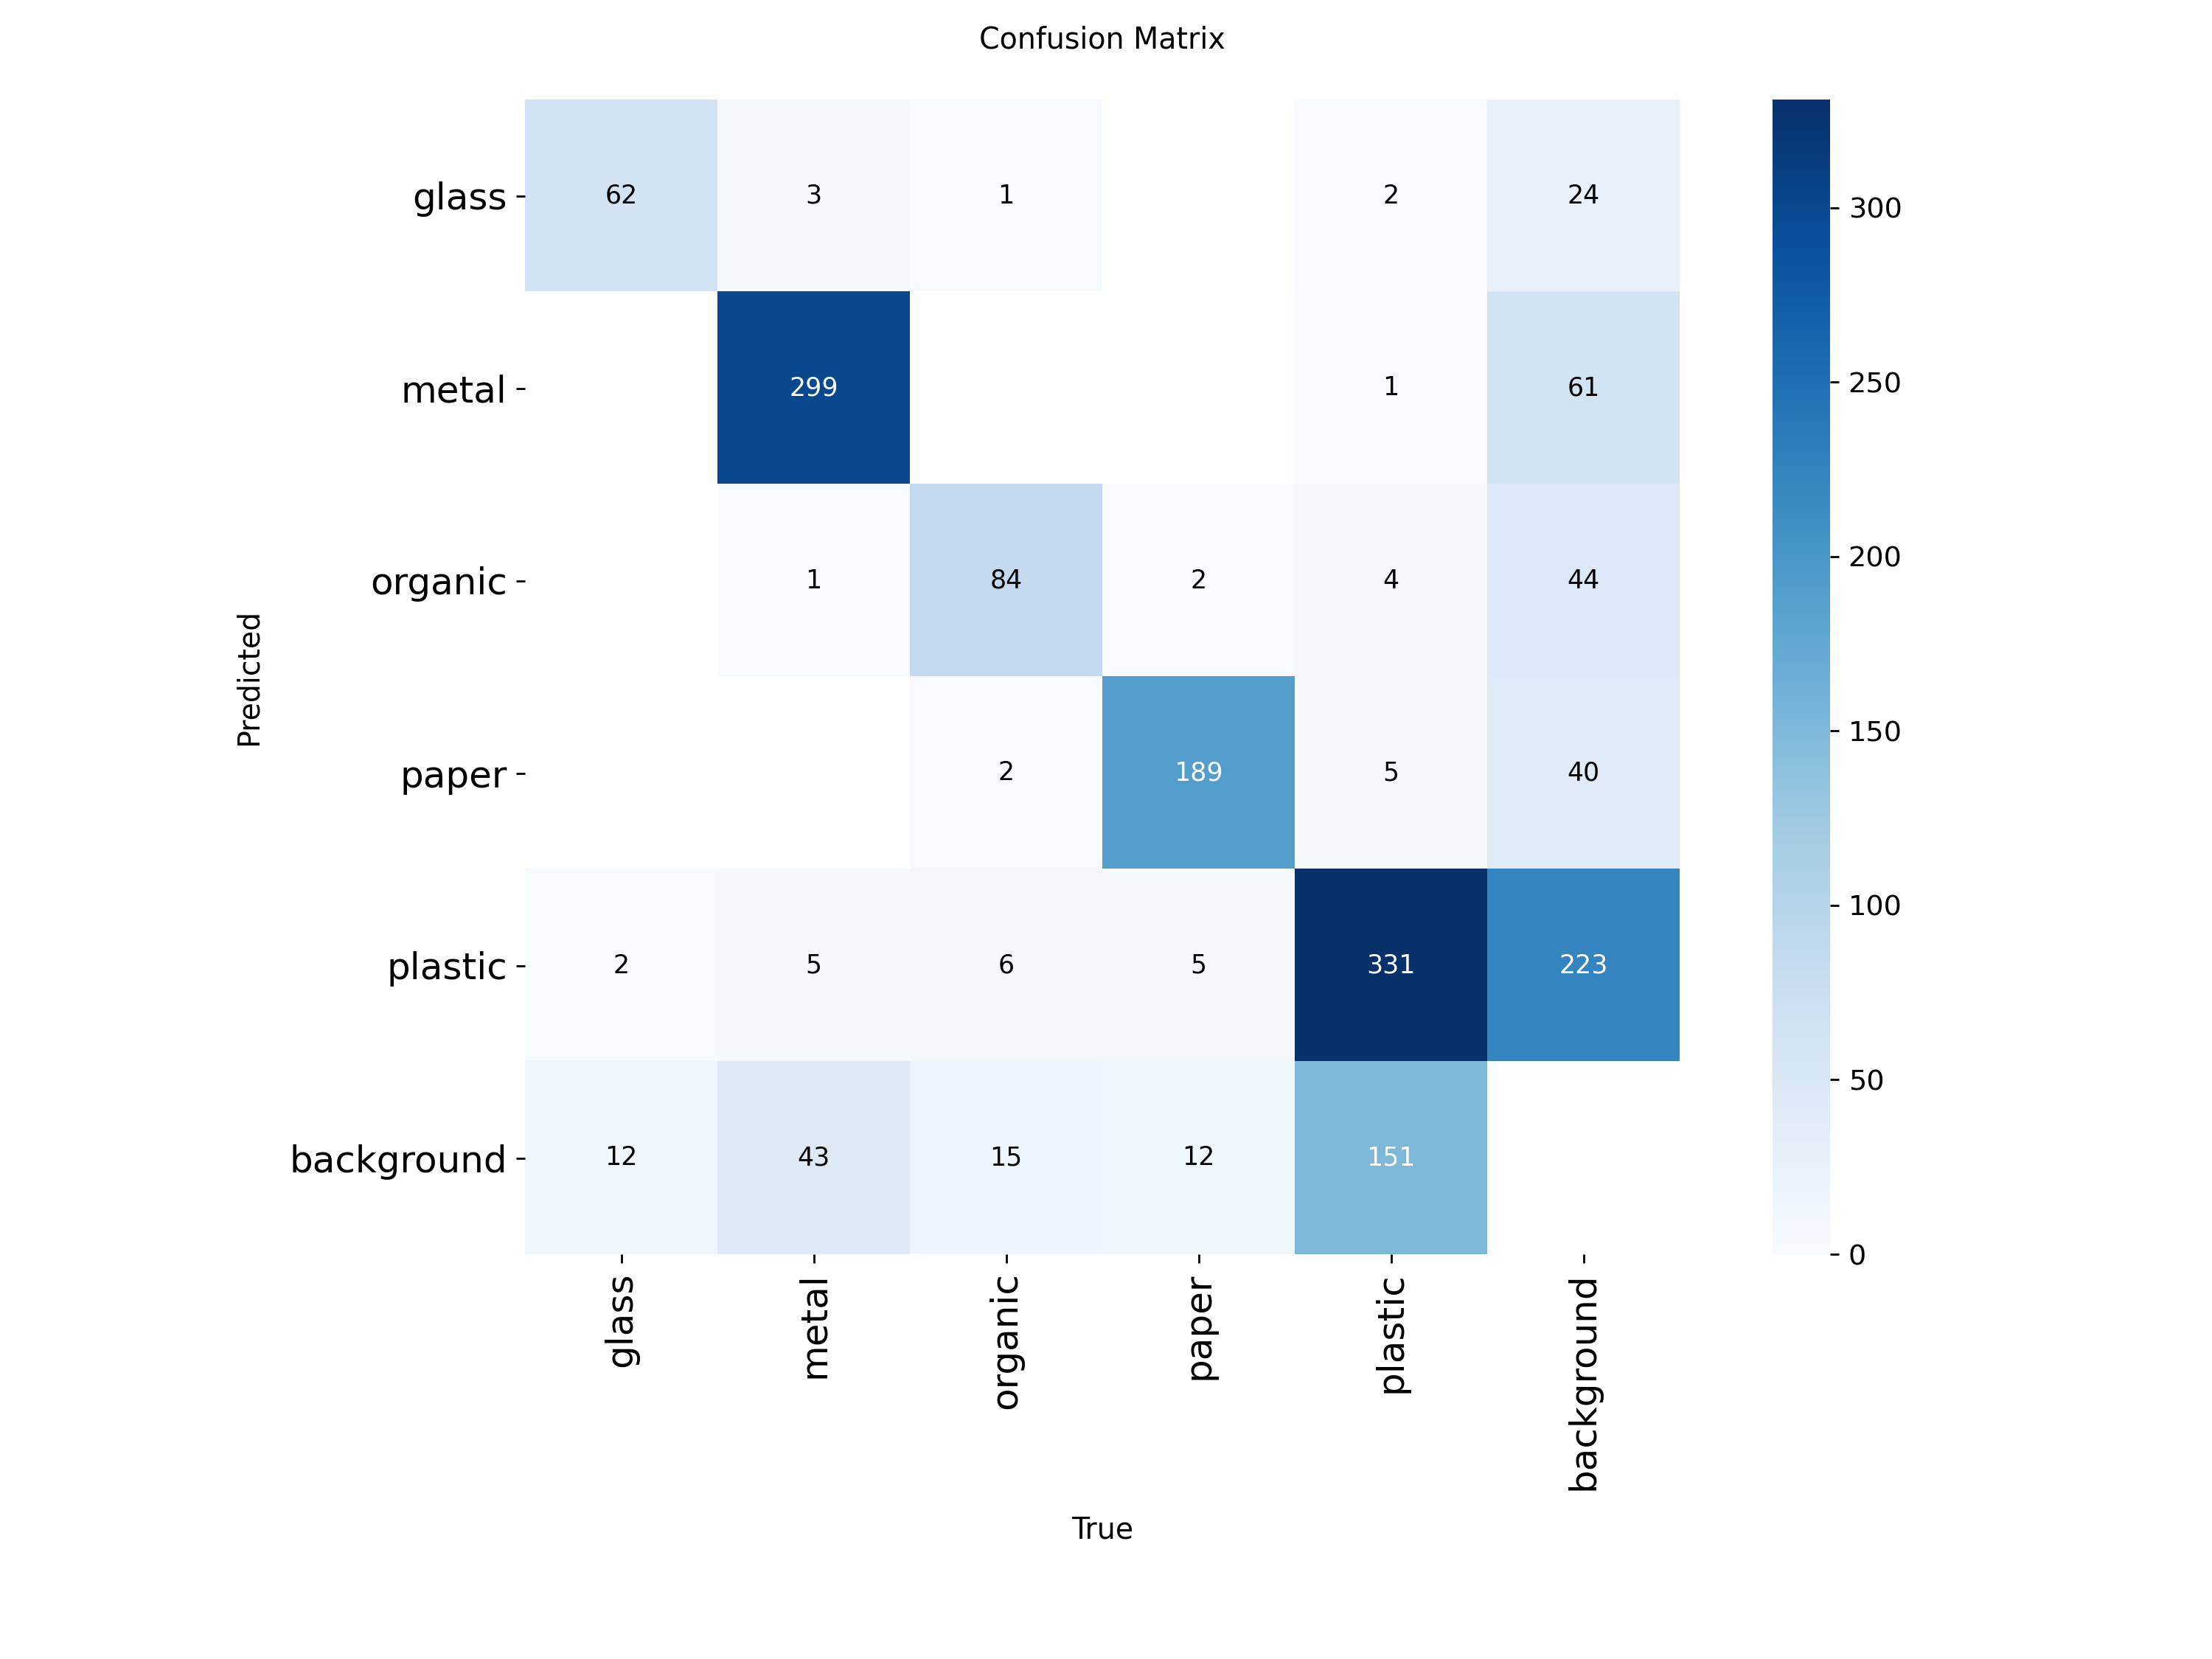 Confusion Matrix
glass 62 3 1 2 24
metal 299 1 61
organic 1 84 2 4 44
paper 2 189 5 40
plastic 2 5 6 5 331 223
background 12 43 15 12 151
Predicted
glass metal organic paper plastic background
True
300
250
200
150
100
50
0